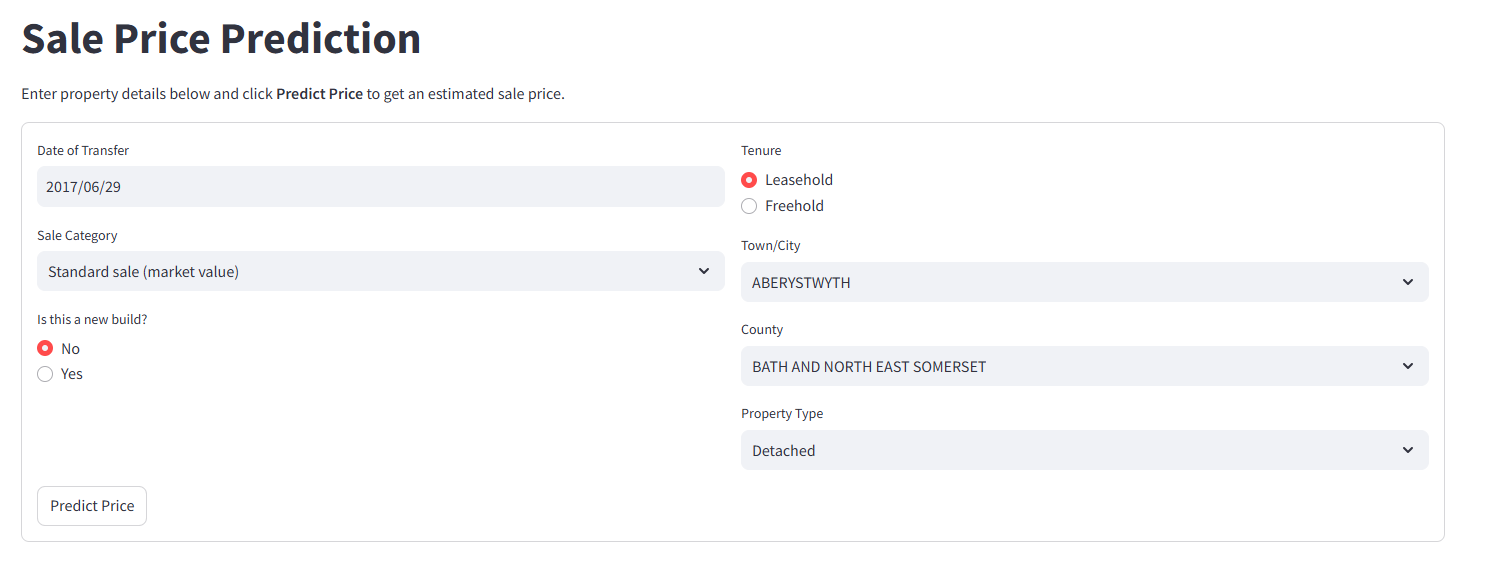 Sale Price Prediction
Enter property details below and click Predict Price to get an estimated sale price.
Date of Transfer
2017/06/29
Sale Category
Standard sale (market value)
Is this a new build?
No
Yes
Tenure
Leasehold
Freehold
Town/City
ABERYSTWYTH
County
BATH AND NORTH EAST SOMERSET
Property Type
Detached
Predict Price